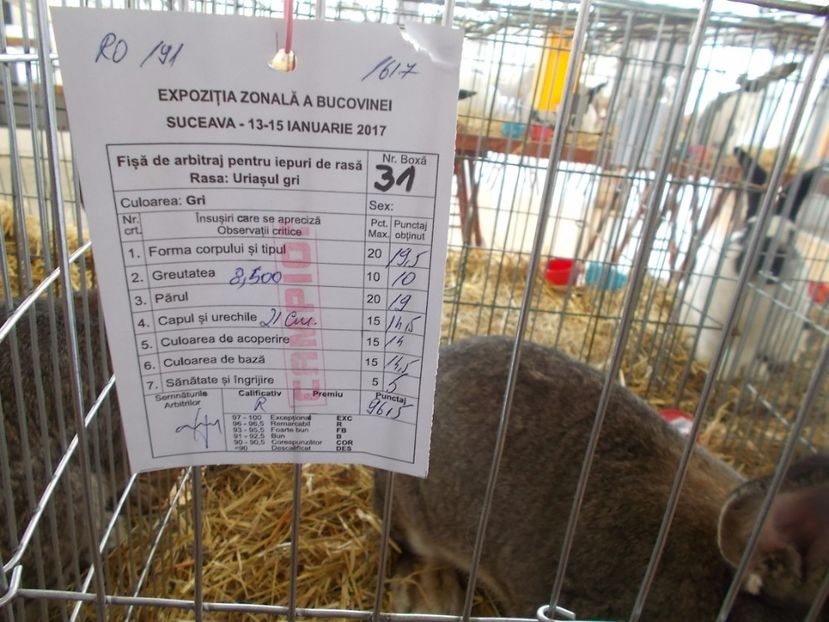 RO /91 /617
EXPOZIȚIA ZONALĂ A BUCOVINEI
SUCEAVA - 13-15 IANUARIE 2017
Fișă de arbitraj pentru iepuri de rasă
Rasa: Uriașul gri
Nr. Boxă
31
Culoarea: Gri
Sex:
Nr. crt. Însușiri care se apreciză Observații critice Pct. Max. Punctaj obținut
1. Forma corpului și tipul 20 19,5
2. Greutatea 8,500 10 10
3. Părul 20 19
4. Capul și urechile 21 cm. 15 14,5
5. Culoarea de acoperire 15 14
6. Culoarea de bază 15 14,5
7. Sănătate și îngrijire 5 5
CAMPION
Semnăturile Arbitrilor
Calificativ Premiu Punctaj
R 96,5
97 - 100 Excepțional EXC
96 - 96,5 Remarcabil R
93 - 95,5 Foarte bun FB
91 - 92,5 Bun B
90 - 90,5 Corespunzător COR
<90 Descalificat DES